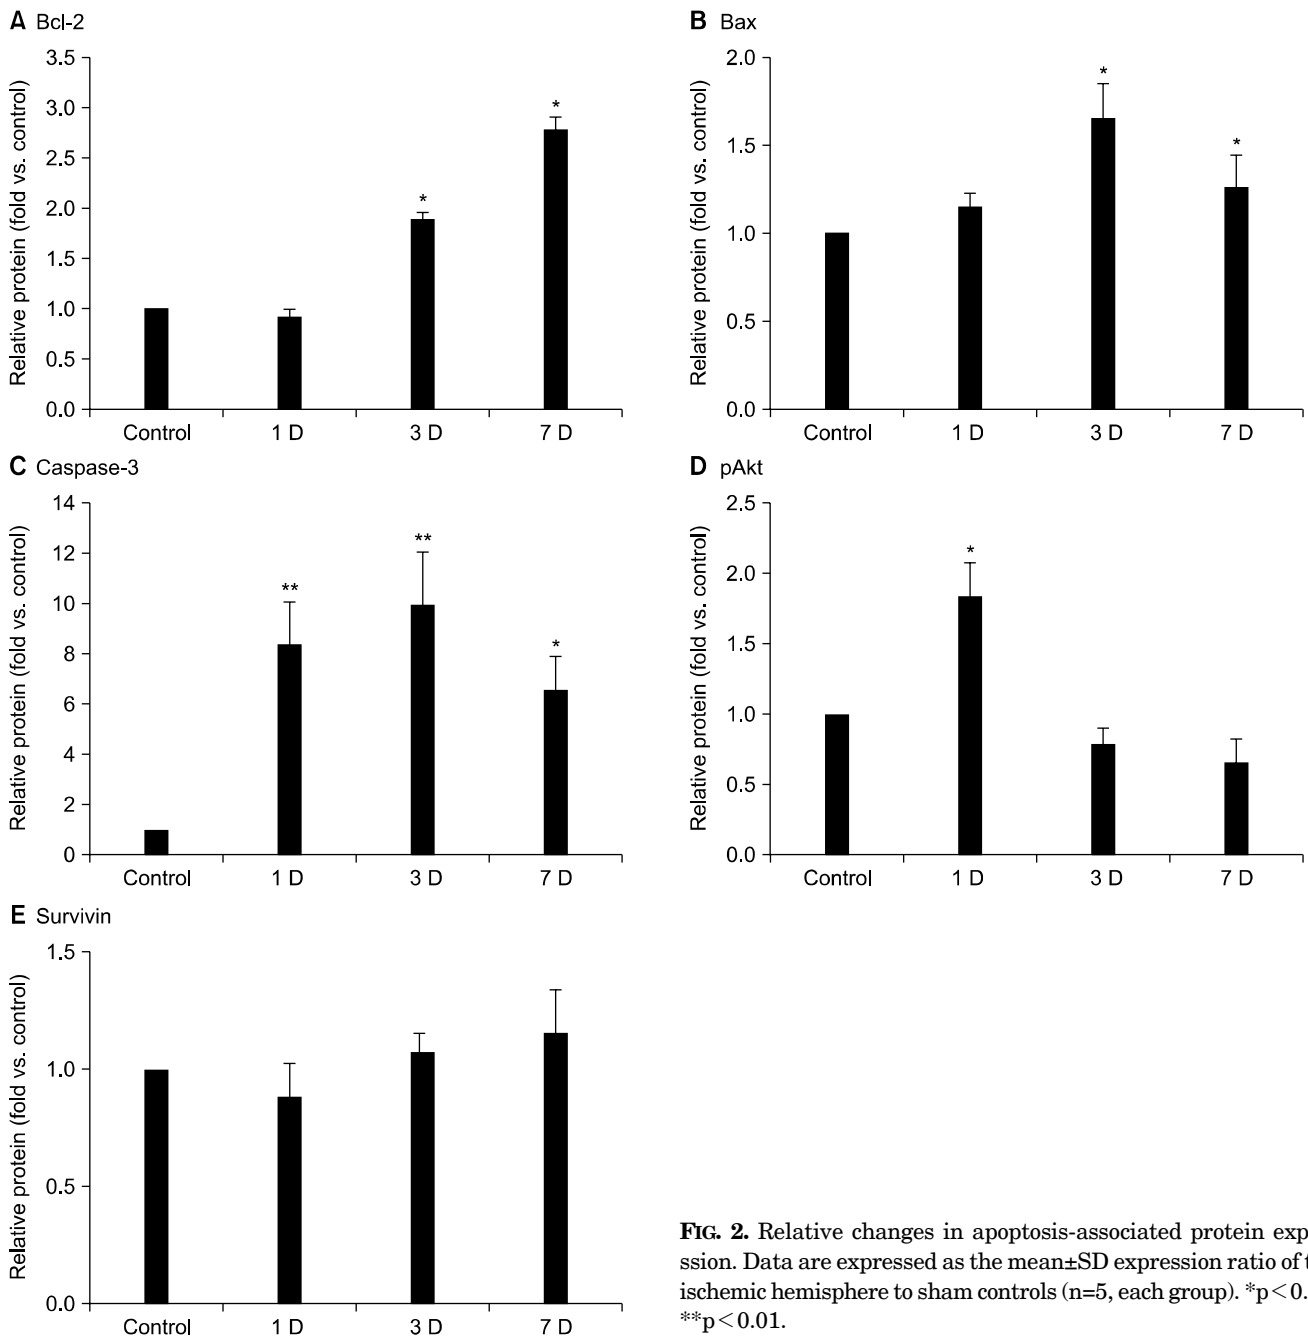 A Bcl-2
Relative protein (fold vs. control)
3.5
3.0
2.5
2.0
1.5
1.0
0.5
0.0
*
*
Control 1 D 3 D 7 D
B Bax
Relative protein (fold vs. control)
2.0
1.5
1.0
0.5
0.0
*
*
Control 1 D 3 D 7 D
C Caspase-3
Relative protein (fold vs. control)
14
12
10
8
6
4
2
0
**
**
*
Control 1 D 3 D 7 D
D pAkt
Relative protein (fold vs. control)
2.5
2.0
1.5
1.0
0.5
0.0
*
Control 1 D 3 D 7 D
E Survivin
Relative protein (fold vs. control)
1.5
1.0
0.5
0.0
Control 1 D 3 D 7 D
FIG. 2. Relative changes in apoptosis-associated protein exp
ssion. Data are expressed as the mean±SD expression ratio of t
ischemic hemisphere to sham controls (n=5, each group). *p<0.
**p<0.01.